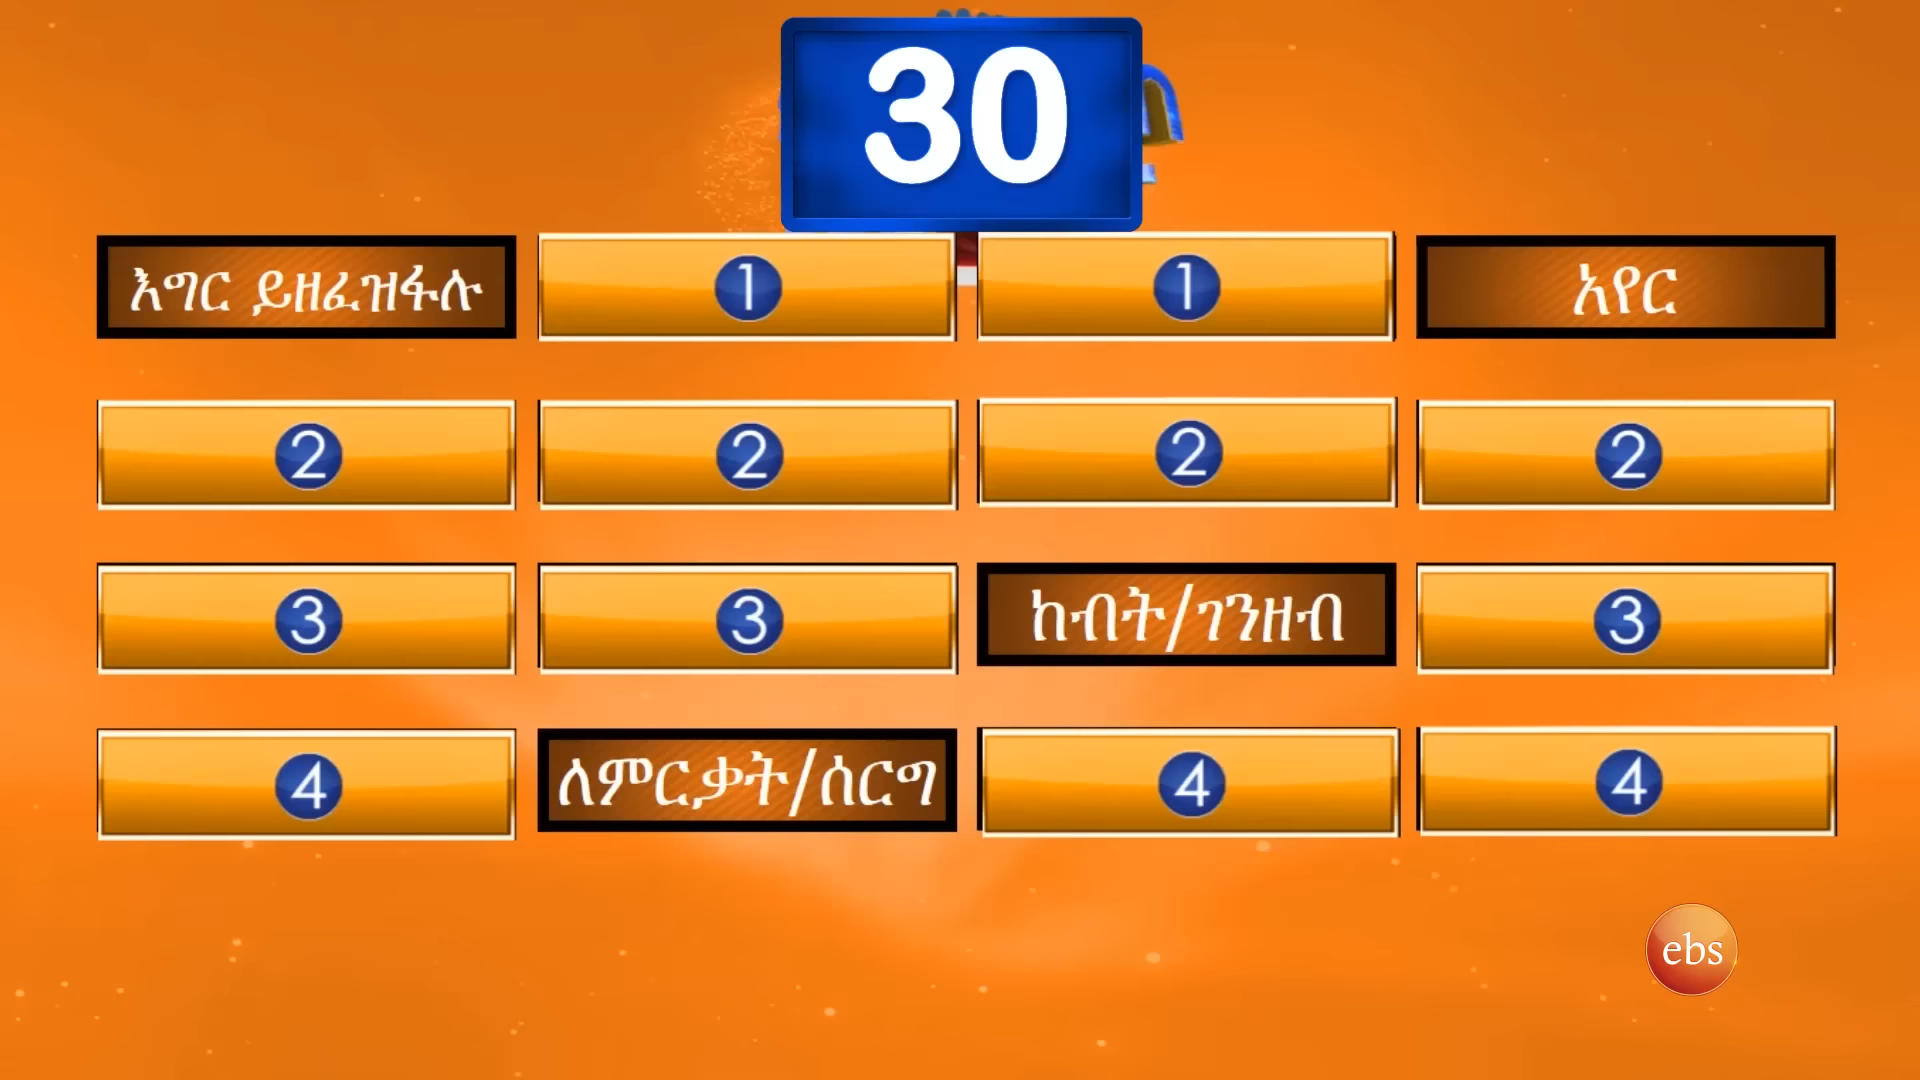 30
እግር ይዘፈዝፋሉ 1 1 አየር
2 2 2 2
3 3 ከብት/ገንዘብ 3
4 ለምርቃት/ሰርግ 4 4
ebs